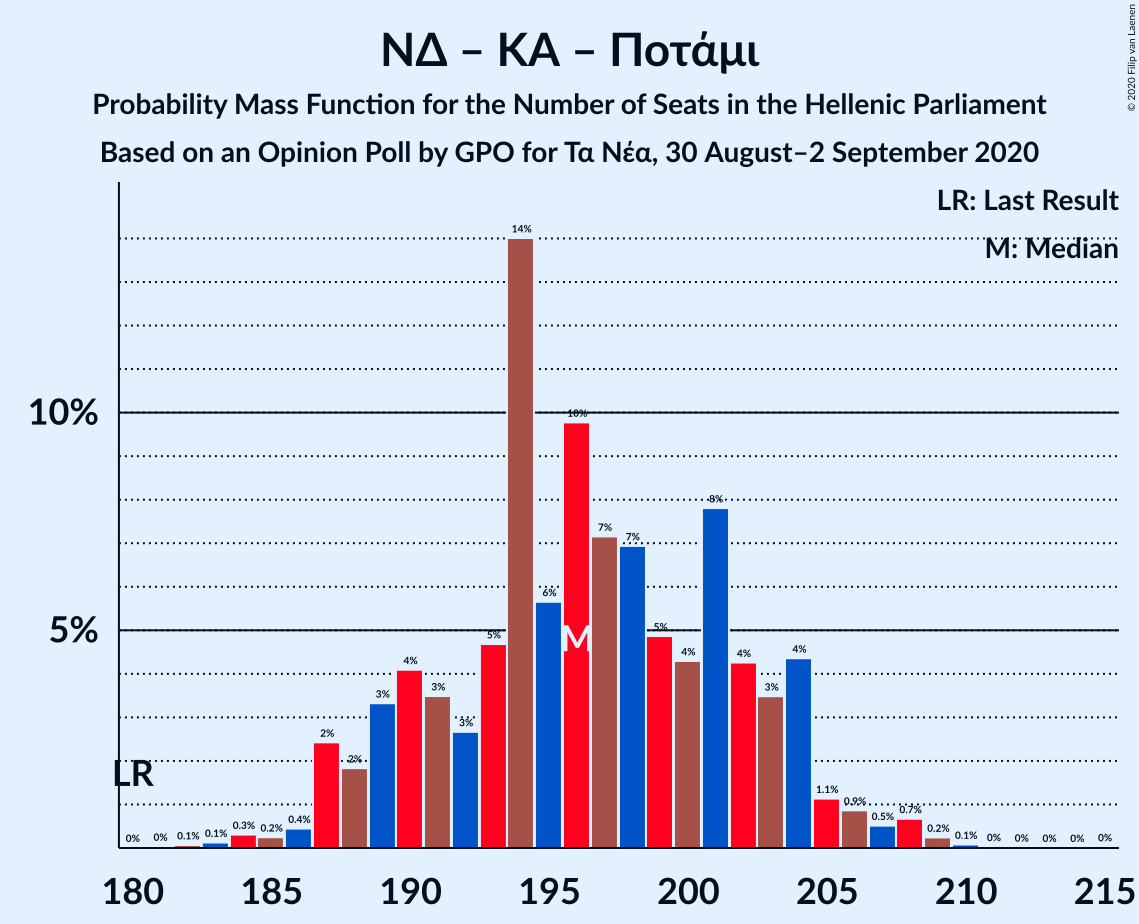 ΝΔ – ΚΑ – Ποτάμι
Probability Mass Function for the Number of Seats in the Hellenic Parliament
Based on an Opinion Poll by GPO for Τα Νέα, 30 August–2 September 2020
© 2020 Filip van Laenen
LR: Last Result
M: Median
10%
5%
LR
M
0% 0% 0.1% 0.1% 0.3% 0.2% 0.4% 2% 2% 3% 4% 3% 3% 5% 14% 6% 10% 7% 7% 5% 4% 8% 4% 3% 4% 1.1% 0.9% 0.5% 0.7% 0.2% 0.1% 0% 0% 0% 0% 0%
180 185 190 195 200 205 210 215